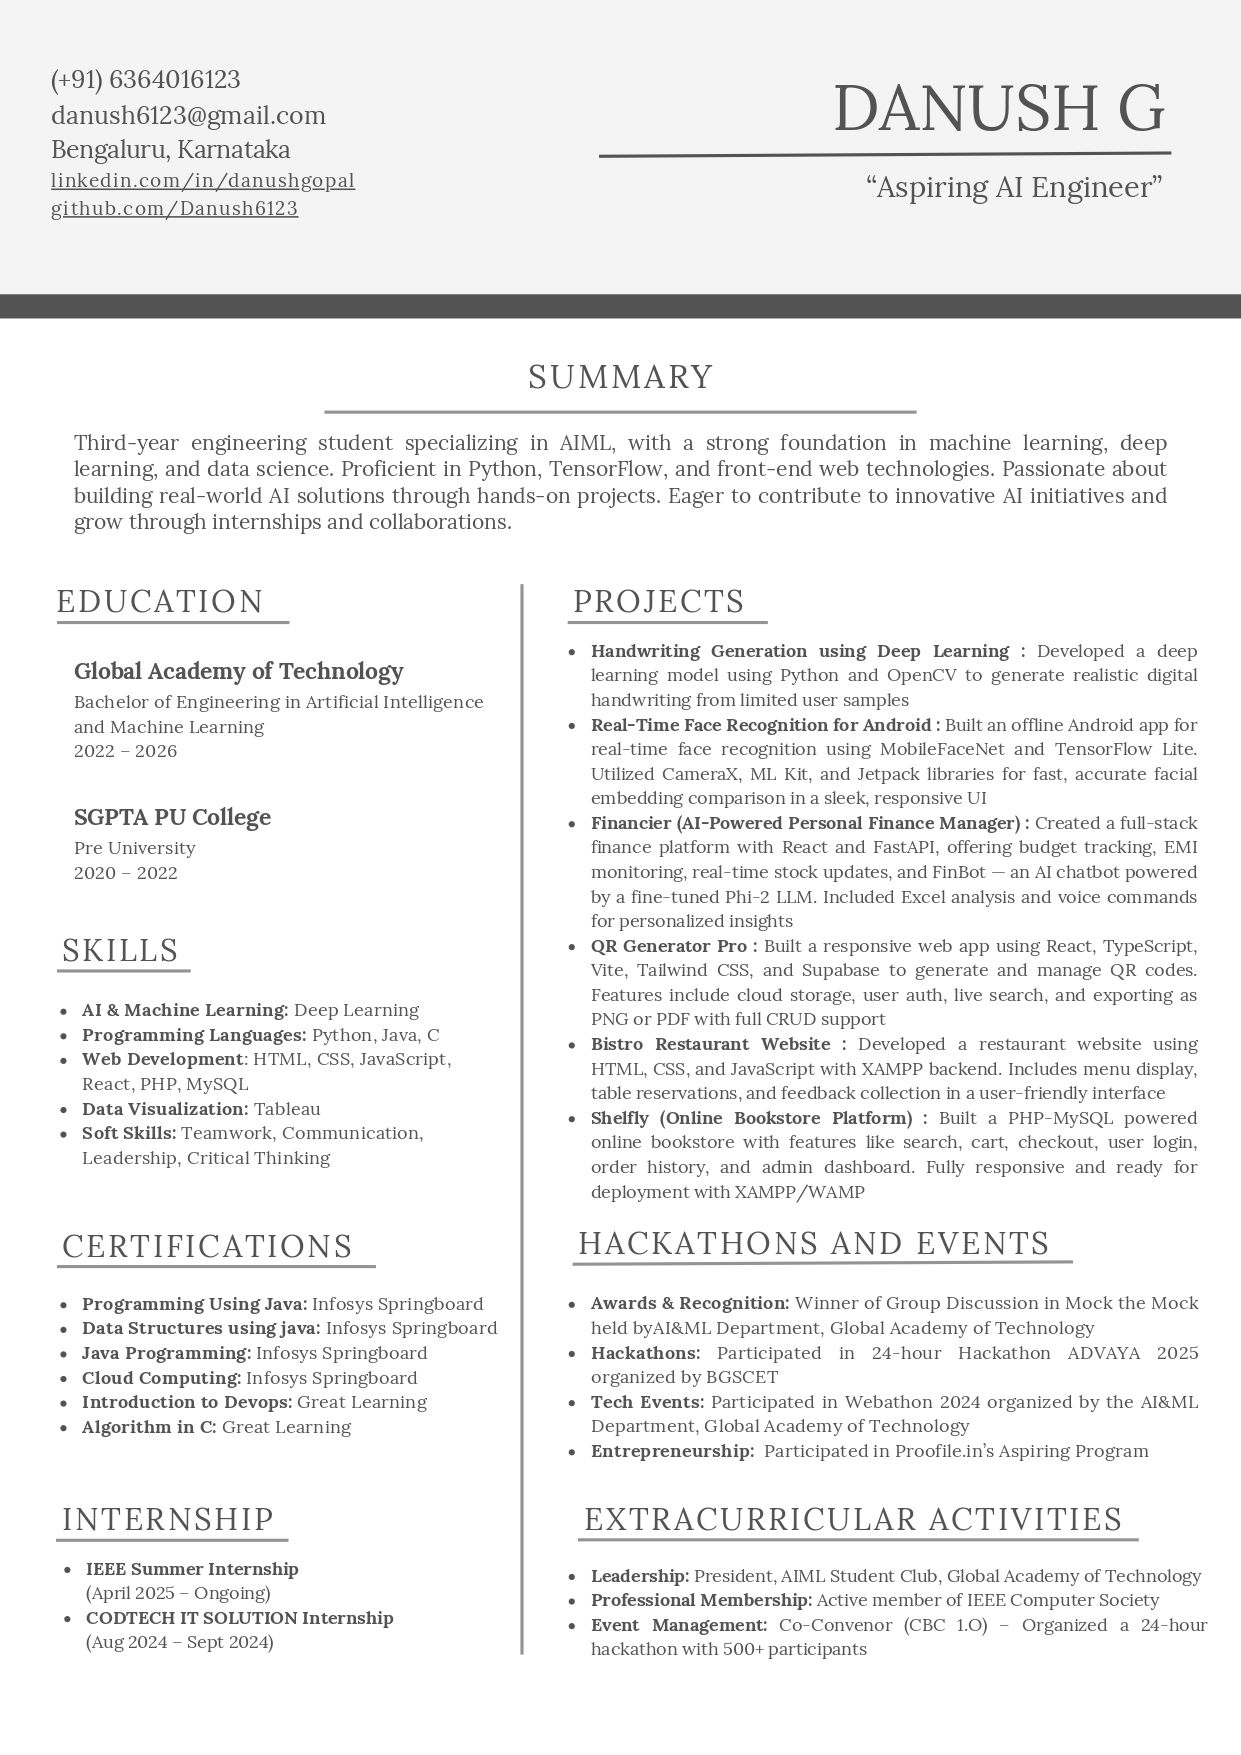 (+91) 6364016123
danush6123@gmail.com
Bengaluru, Karnataka
linkedin.com/in/danushgopal
github.com/Danush6123
DANUSH G
“Aspiring AI Engineer”
SUMMARY
Third-year engineering student specializing in AIML, with a strong foundation in machine learning, deep
learning, and data science. Proficient in Python, TensorFlow, and front-end web technologies. Passionate about
building real-world AI solutions through hands-on projects. Eager to contribute to innovative AI initiatives and
grow through internships and collaborations.
EDUCATION
Global Academy of Technology
Bachelor of Engineering in Artificial Intelligence
and Machine Learning
2022 – 2026
SGPTA PU College
Pre University
2020 – 2022
SKILLS
• AI & Machine Learning: Deep Learning
• Programming Languages: Python, Java, C
• Web Development: HTML, CSS, JavaScript,
React, PHP, MySQL
• Data Visualization: Tableau
• Soft Skills: Teamwork, Communication,
Leadership, Critical Thinking
CERTIFICATIONS
• Programming Using Java: Infosys Springboard
• Data Structures using java: Infosys Springboard
• Java Programming: Infosys Springboard
• Cloud Computing: Infosys Springboard
• Introduction to Devops: Great Learning
• Algorithm in C: Great Learning
INTERNSHIP
• IEEE Summer Internship
(April 2025 – Ongoing)
• CODTECH IT SOLUTION Internship
(Aug 2024 – Sept 2024)
PROJECTS
• Handwriting Generation using Deep Learning : Developed a deep
learning model using Python and OpenCV to generate realistic digital
handwriting from limited user samples
• Real-Time Face Recognition for Android : Built an offline Android app for
real-time face recognition using MobileFaceNet and TensorFlow Lite.
Utilized CameraX, ML Kit, and Jetpack libraries for fast, accurate facial
embedding comparison in a sleek, responsive UI
• Financier (AI-Powered Personal Finance Manager) : Created a full-stack
finance platform with React and FastAPI, offering budget tracking, EMI
monitoring, real-time stock updates, and FinBot — an AI chatbot powered
by a fine-tuned Phi-2 LLM. Included Excel analysis and voice commands
for personalized insights
• QR Generator Pro : Built a responsive web app using React, TypeScript,
Vite, Tailwind CSS, and Supabase to generate and manage QR codes.
Features include cloud storage, user auth, live search, and exporting as
PNG or PDF with full CRUD support
• Bistro Restaurant Website : Developed a restaurant website using
HTML, CSS, and JavaScript with XAMPP backend. Includes menu display,
table reservations, and feedback collection in a user-friendly interface
• Shelfly (Online Bookstore Platform) : Built a PHP-MySQL powered
online bookstore with features like search, cart, checkout, user login,
order history, and admin dashboard. Fully responsive and ready for
deployment with XAMPP/WAMP
HACKATHONS AND EVENTS
• Awards & Recognition: Winner of Group Discussion in Mock the Mock
held byAI&ML Department, Global Academy of Technology
• Hackathons: Participated in 24-hour Hackathon ADVAYA 2025
organized by BGSCET
• Tech Events: Participated in Webathon 2024 organized by the AI&ML
Department, Global Academy of Technology
• Entrepreneurship: Participated in Proofile.in’s Aspiring Program
EXTRACURRICULAR ACTIVITIES
• Leadership: President, AIML Student Club, Global Academy of Technology
• Professional Membership: Active member of IEEE Computer Society
• Event Management: Co-Convenor (CBC 1.O) – Organized a 24-hour
hackathon with 500+ participants